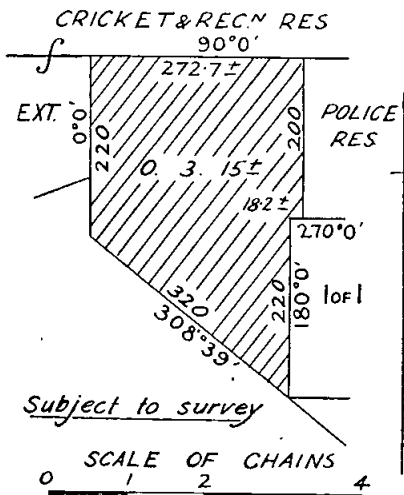 CRICKET & RECN RES
90°0'
272·7±
EXT.
0°0'
220
200
POLICE
RES.
0. 3. 15±
18·2±
270°0'
220
180°0'
1 OF 1
320
308°39'
Subject to survey
SCALE OF CHAINS
0 1 2 4